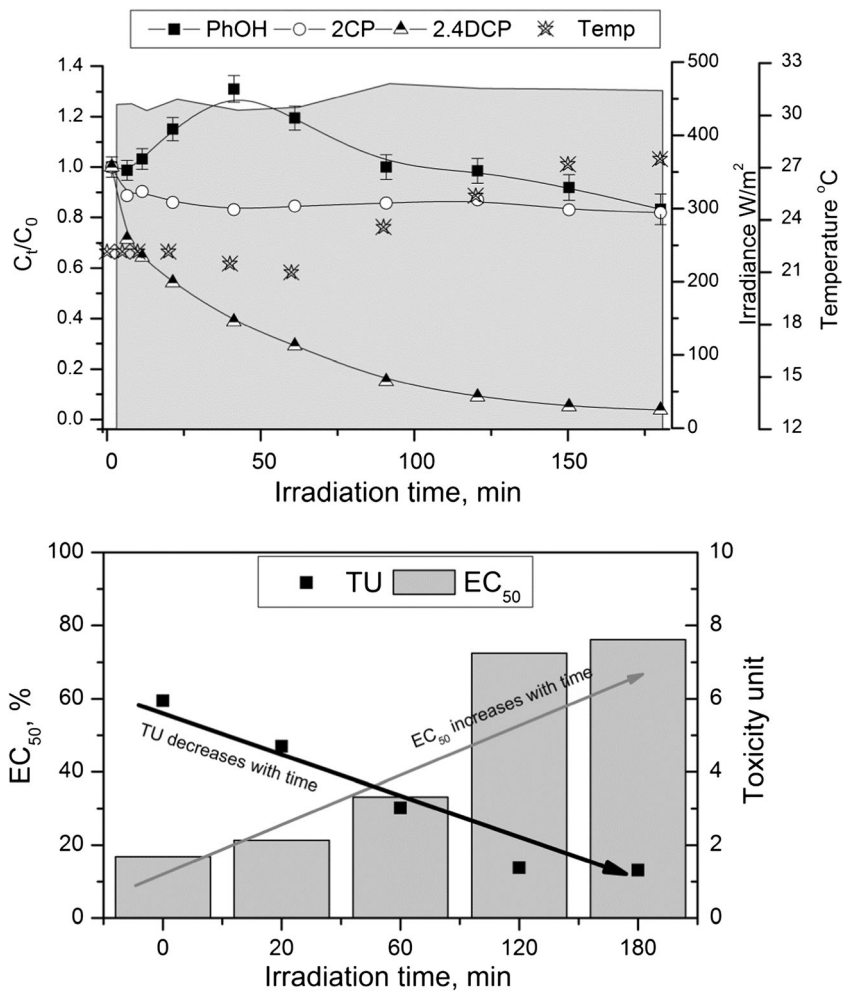 PhOH 2CP 2.4DCP Temp
1.4
1.2
1.0
0.8
0.6
0.4
0.2
0.0
Ct/C0
500
400
300
200
100
0
Irradiance W/m²
33
30
27
24
21
18
15
12
Temperature °C
0 50 100 150
Irradiation time, min
TU EC50
100
80
60
40
20
0
EC50, %
TU decreases with time
EC50 increases with time
10
8
6
4
2
0
Toxicity unit
0 20 60 120 180
Irradiation time, min